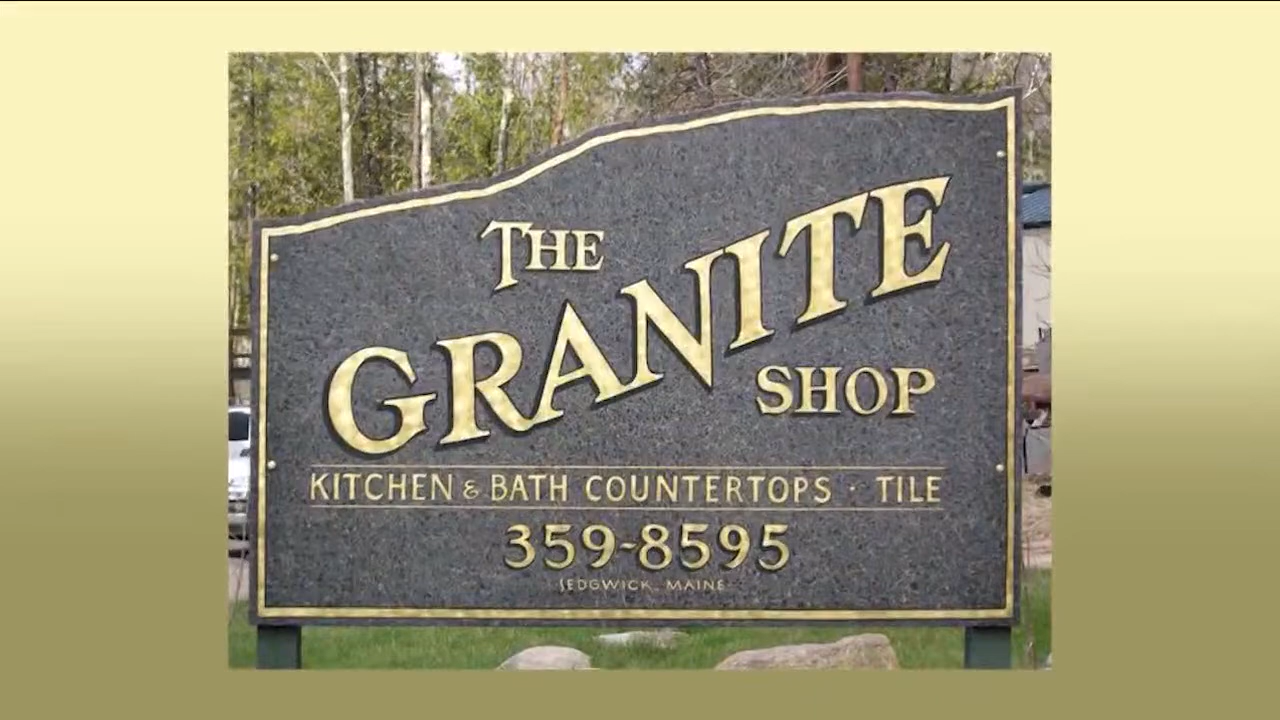 THE
GRANITE
SHOP
KITCHEN & BATH COUNTERTOPS · TILE
359-8595
SEDGWICK, MAINE